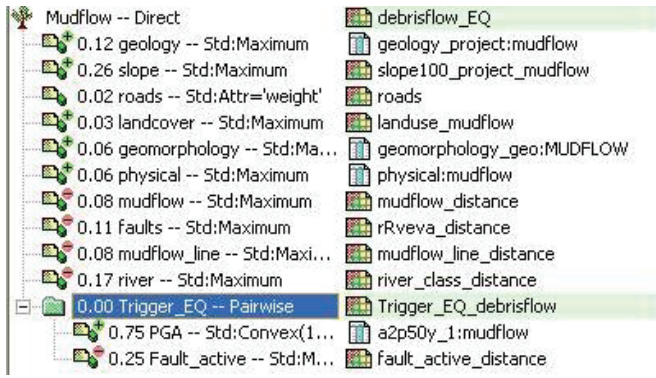 Mudflow -- Direct debrisflow_EQ
0.12 geology -- Std:Maximum geology_project:mudflow
0.26 slope -- Std:Maximum slope100_project_mudflow
0.02 roads -- Std:Attr='weight' roads
0.03 landcover -- Std:Maximum landuse_mudflow
0.06 geomorphology -- Std:Ma... geomorphology_geo:MUDFLOW
0.06 physical -- Std:Maximum physical:mudflow
0.08 mudflow -- Std:Maximum mudflow_distance
0.11 faults -- Std:Maximum rRveva_distance
0.08 mudflow_line -- Std:Maxi... mudflow_line_distance
0.17 river -- Std:Maximum river_class_distance
0.00 Trigger_EQ -- Pairwise Trigger_EQ_debrisflow
0.75 PGA -- Std:Convex(1... a2p50y_1:mudflow
0.25 Fault_active -- Std:M... fault_active_distance